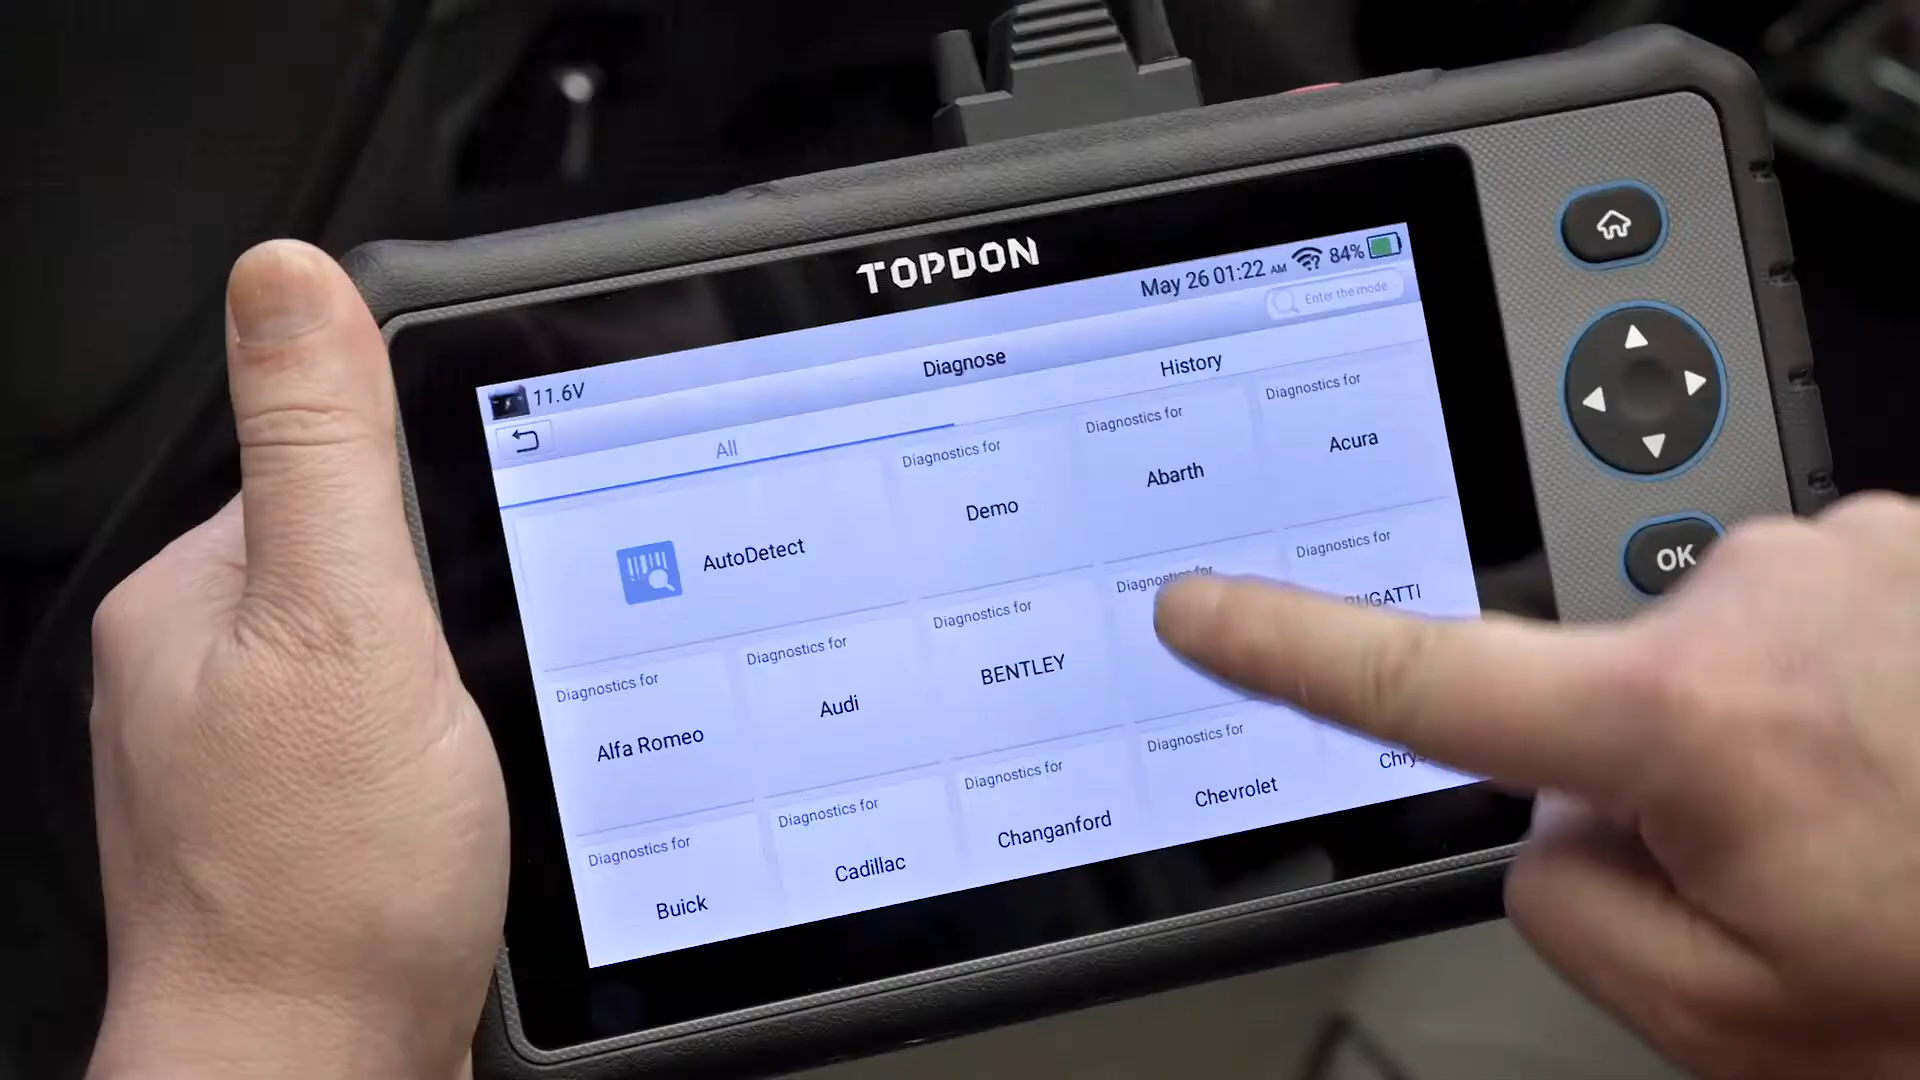 TOPDON
11.6V
May 26 01:22 AM
84%
Diagnose
Enter the mode
All
History
AutoDetect
Diagnostics for
Demo
Diagnostics for
Abarth
Diagnostics for
Acura
Diagnostics for
Alfa Romeo
Diagnostics for
Audi
Diagnostics for
BENTLEY
Diagnostics for
Diagnostics for
UGATTI
Diagnostics for
Buick
Diagnostics for
Cadillac
Diagnostics for
Changanford
Diagnostics for
Chevrolet
Chry
OK